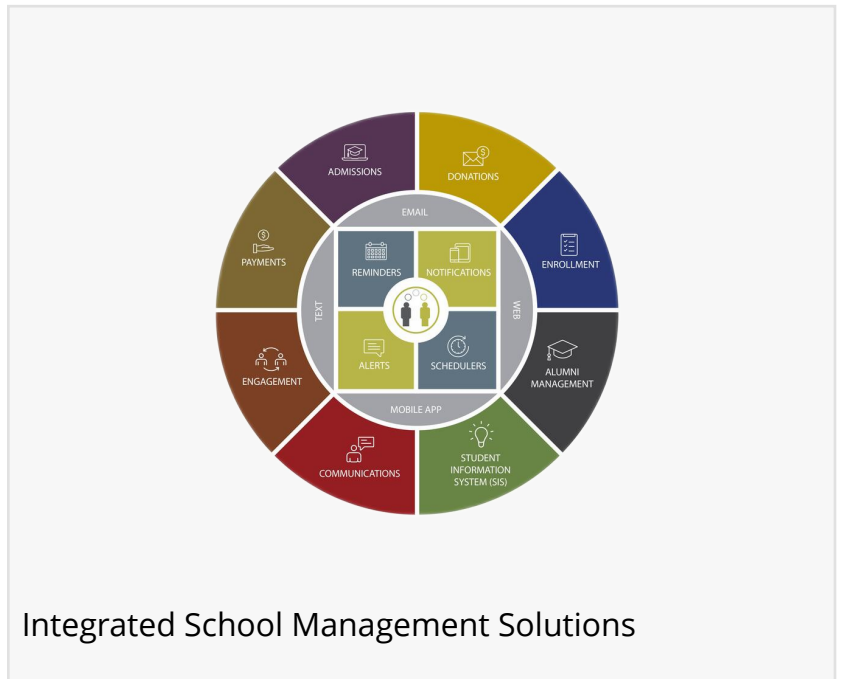 ADMISSIONS
DONATIONS
PAYMENTS
EMAIL
ENROLLMENT
REMINDERS
NOTIFICATIONS
TEXT
WEB
ENGAGEMENT
ALERTS
SCHEDULERS
ALUMNI
MANAGEMENT
MOBILE APP
COMMUNICATIONS
STUDENT
INFORMATION
SYSTEM (SIS)
Integrated School Management Solutions